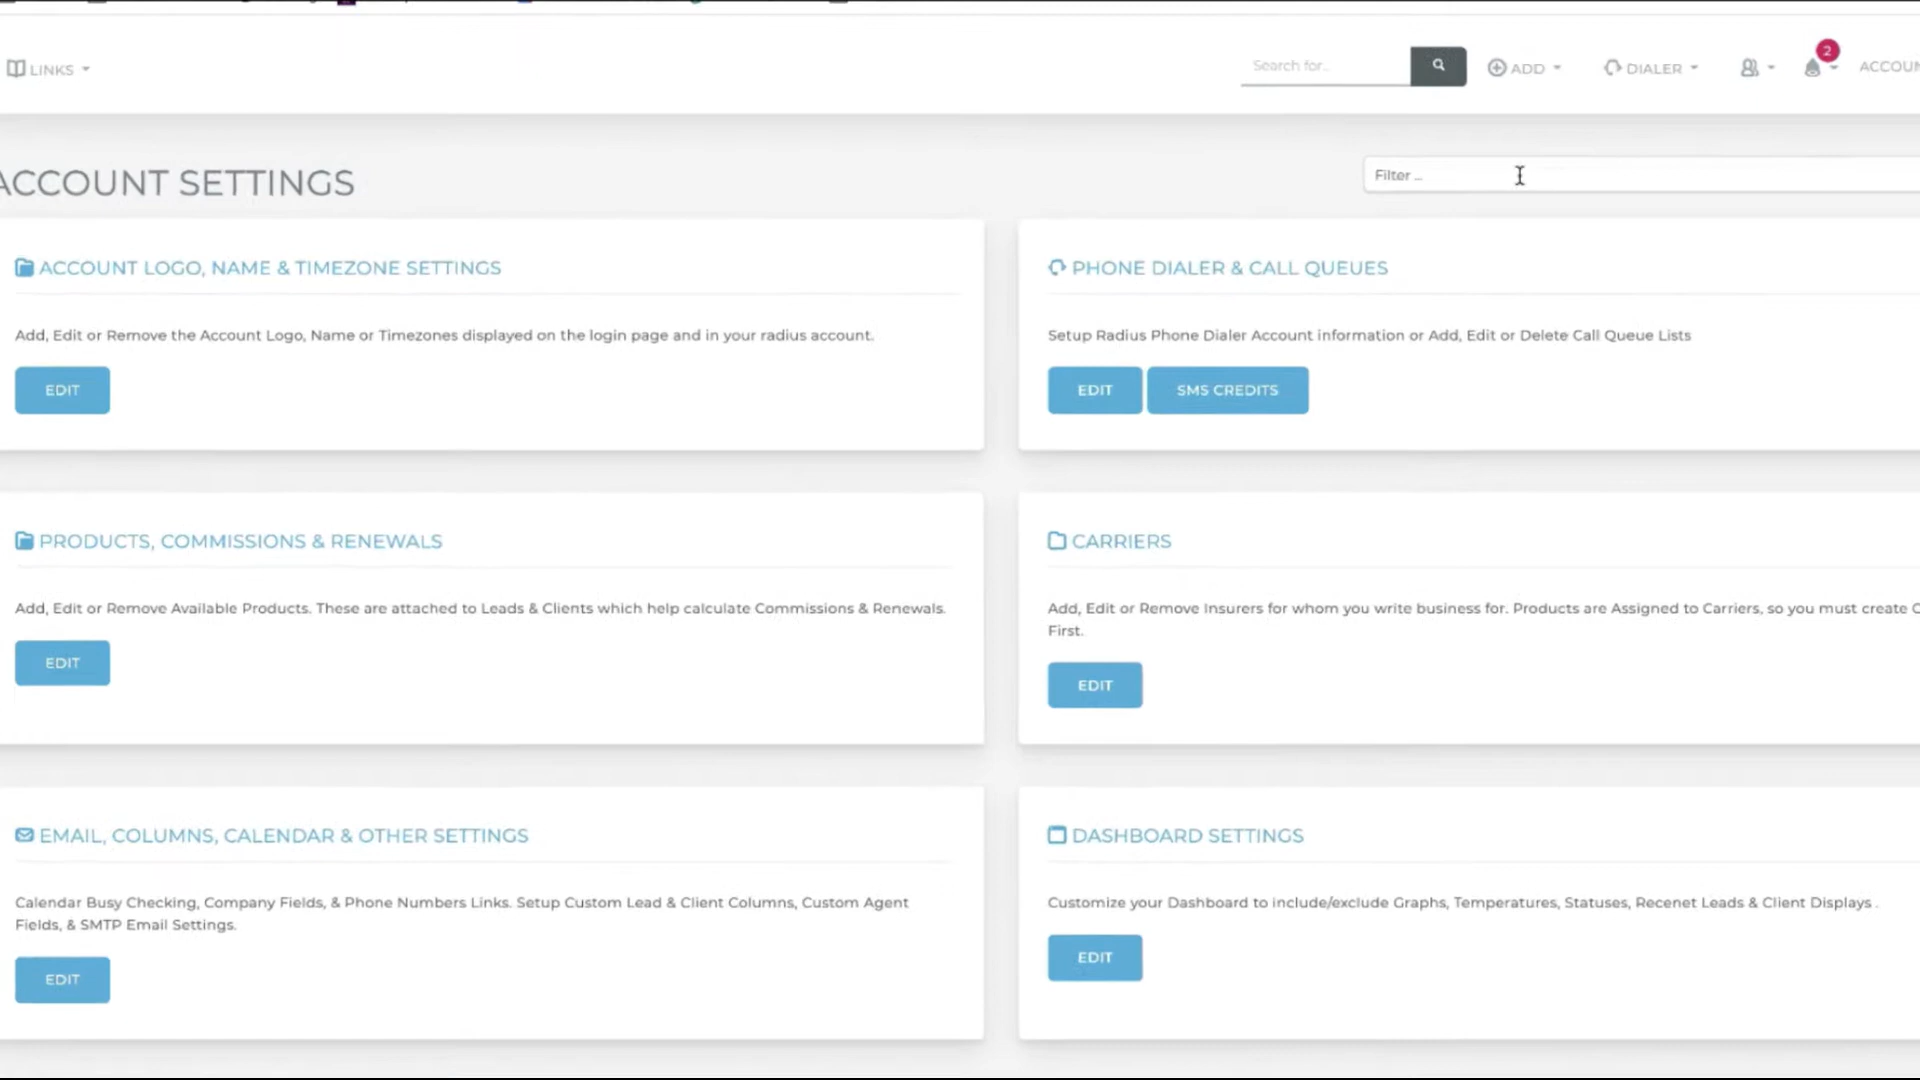 LINKS
Search for..
ADD
DIALER
2
ACCOUN
ACCOUNT SETTINGS
Filter ...
ACCOUNT LOGO, NAME & TIMEZONE SETTINGS
Add, Edit or Remove the Account Logo, Name or Timezones displayed on the login page and in your radius account.
EDIT
PHONE DIALER & CALL QUEUES
Setup Radius Phone Dialer Account information or Add, Edit or Delete Call Queue Lists
EDIT
SMS CREDITS
PRODUCTS, COMMISSIONS & RENEWALS
Add, Edit or Remove Available Products. These are attached to Leads & Clients which help calculate Commissions & Renewals.
EDIT
CARRIERS
Add, Edit or Remove Insurers for whom you write business for. Products are Assigned to Carriers, so you must create C
First.
EDIT
EMAIL, COLUMNS, CALENDAR & OTHER SETTINGS
Calendar Busy Checking, Company Fields, & Phone Numbers Links. Setup Custom Lead & Client Columns, Custom Agent
Fields, & SMTP Email Settings.
EDIT
DASHBOARD SETTINGS
Customize your Dashboard to include/exclude Graphs, Temperatures, Statuses, Recenet Leads & Client Displays .
EDIT